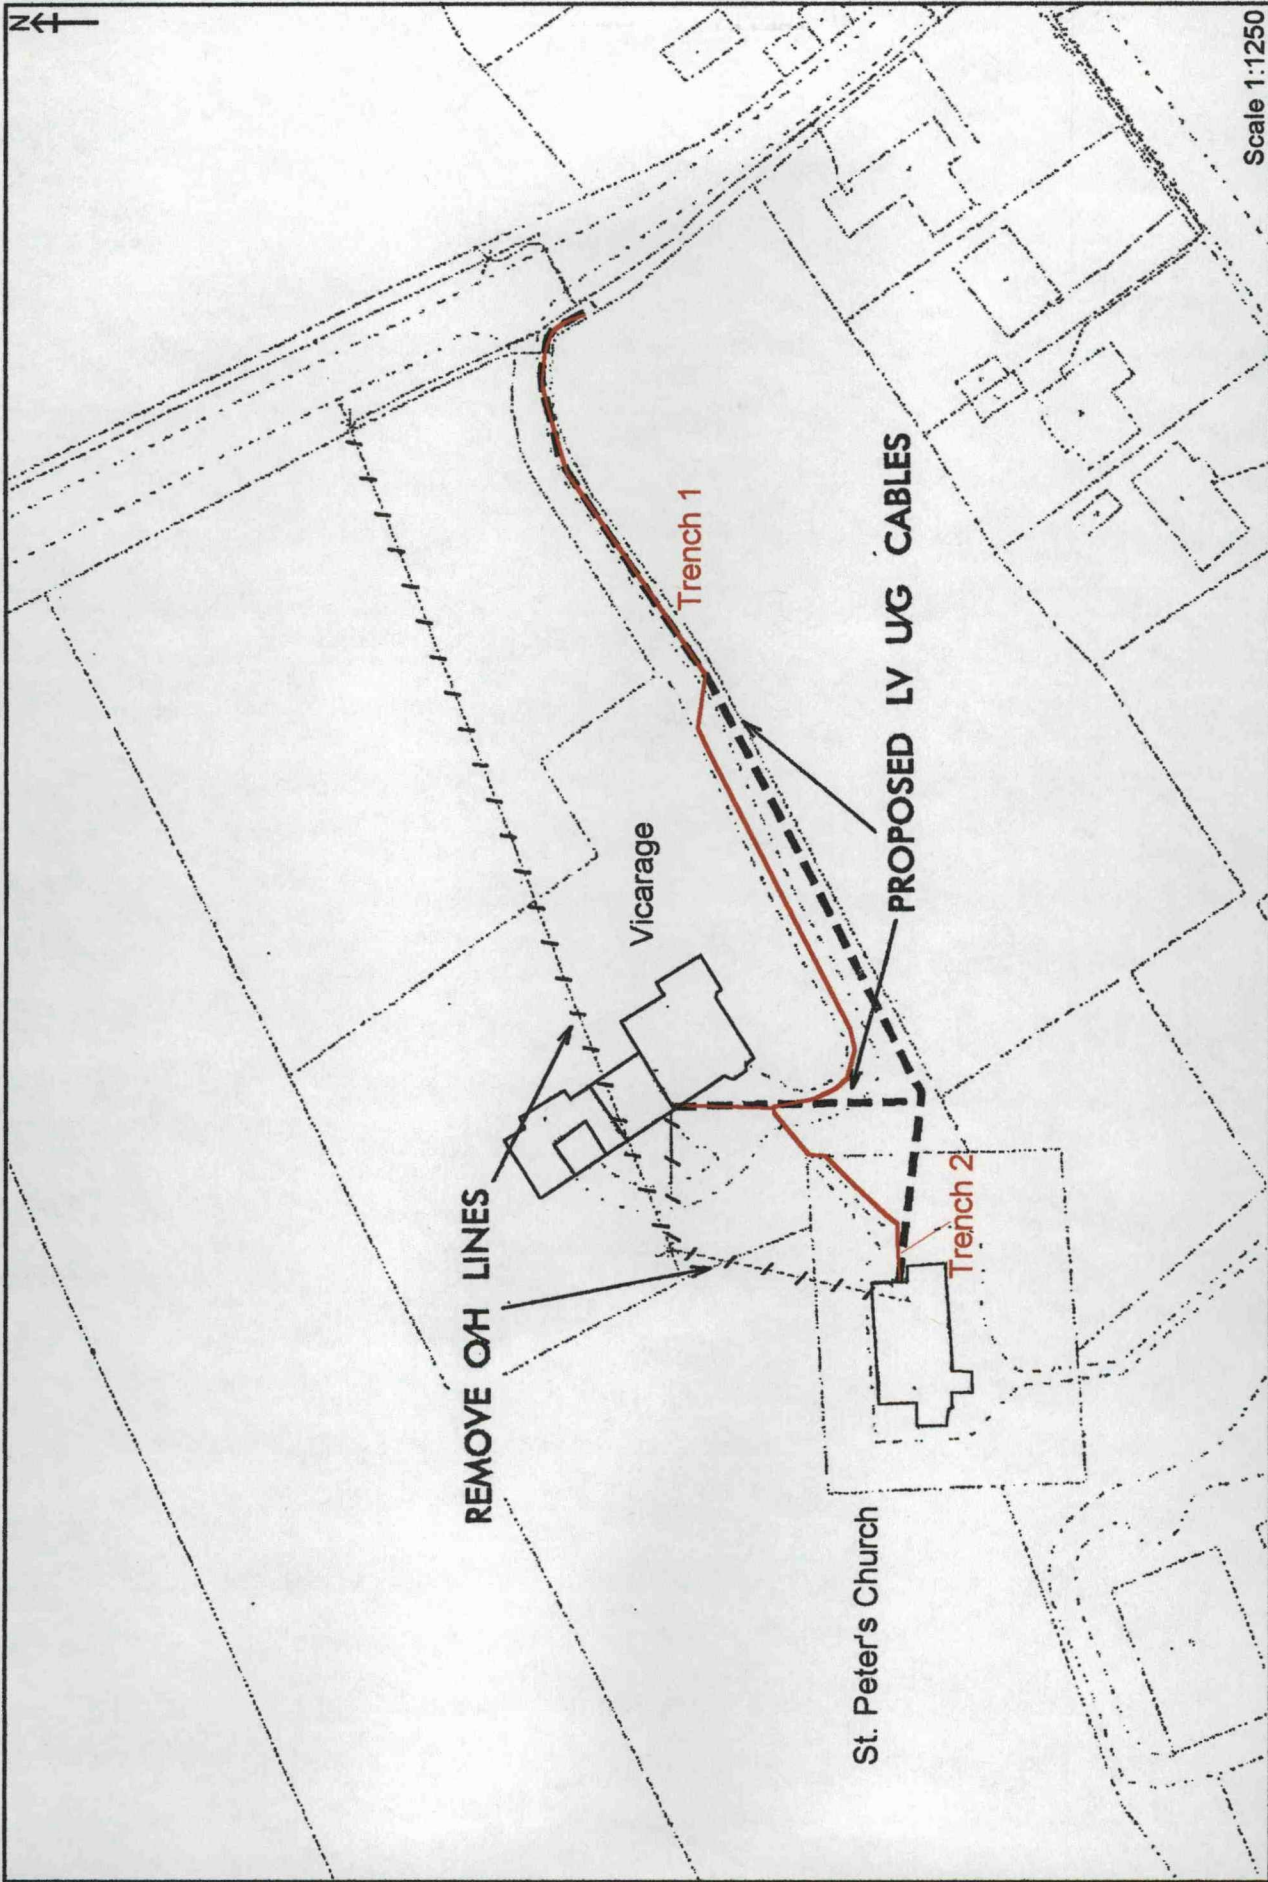 N
REMOVE O/H LINES
Vicarage
Trench 1
PROPOSED LV U/G CABLES
St. Peter's Church
Trench 2
Scale 1:1250